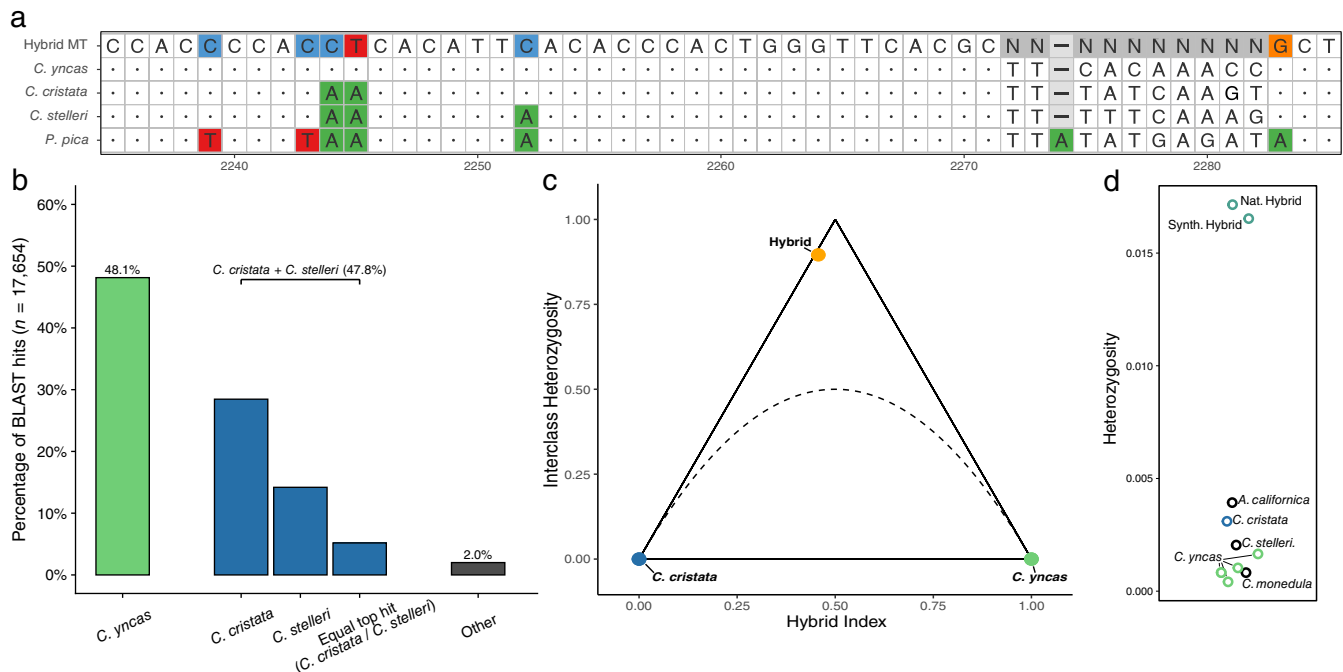 a
Hybrid MT C C A C C C C A C C T C A C A T T C A C A C C C A C T G G G T T C A C G C N N – N N N N N N N N G C T
C. yncas · · · · · · · · · · · · · · · · · · · · · · · · · · · · · · · · · · · · · T T – C A C A A A C C · · ·
C. cristata · · · · · · · · · A A · · · · · · · · · · · · · · · · · · · · · · · · · · T T – T A T C A A G T · · ·
C. stelleri · · · · · · · · · A A · · · · · · A · · · · · · · · · · · · · · · · · · · T T – T T T C A A A G · · ·
P. pica · · · · T · · · T A A · · · · · · A · · · · · · · · · · · · · · · · · · · T T A T A T G A G A T A · ·
2240 2250 2260 2270 2280
b
Percentage of BLAST hits (n = 17,654)
60%
50%
40%
30%
20%
10%
0%
48.1%
C. cristata + C. stelleri (47.8%)
2.0%
C. yncas
C. cristata
C. stelleri
Equal top hit
(C. cristata / C. stelleri)
Other
c
Interclass Heterozygosity
1.00
0.75
0.50
0.25
0.00
Hybrid
C. cristata
C. yncas
0.00 0.25 0.50 0.75 1.00
Hybrid Index
d
Heterozygosity
0.015
0.010
0.005
0.000
Nat. Hybrid
Synth. Hybrid
A. californica
C. cristata
C. stelleri.
C. yncas
C. monedula